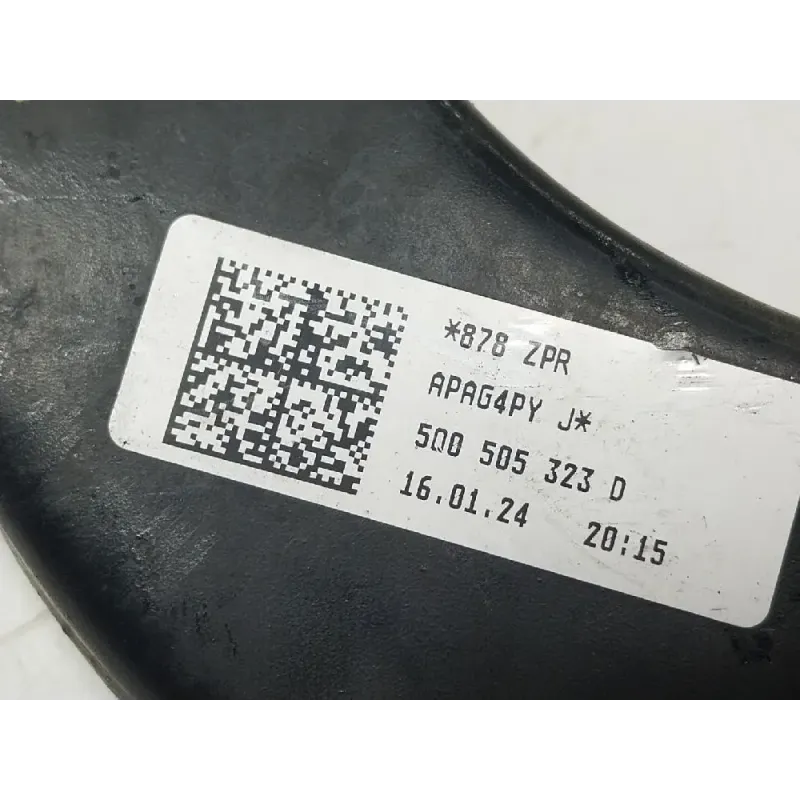 *878 ZPR
APAG4PY J*
5Q0 505 323 D
16.01.24 20:15